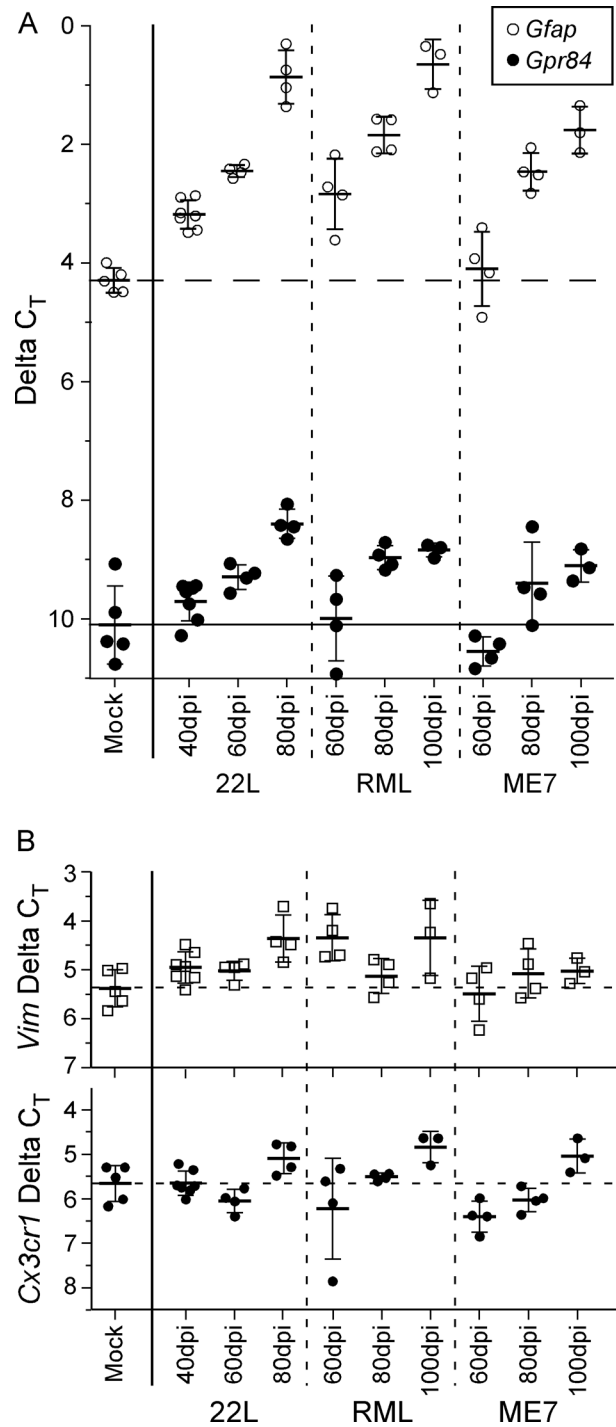 A
Gfap
Gpr84
0
2
4
6
8
10
Delta CT
Mock
40dpi
60dpi
80dpi
60dpi
80dpi
100dpi
60dpi
80dpi
100dpi
22L
RML
ME7
B
3
4
5
6
7
Vim Delta CT
4
5
6
7
8
Cx3cr1 Delta CT
Mock
40dpi
60dpi
80dpi
60dpi
80dpi
100dpi
60dpi
80dpi
100dpi
22L
RML
ME7